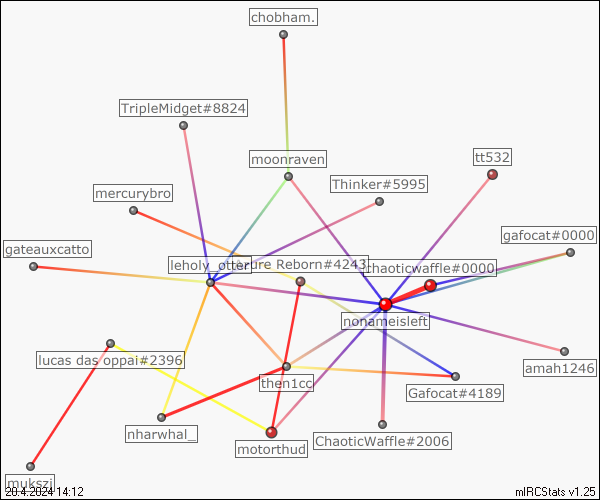 chobham.
TripleMidget#8824
moonraven
tt532
Thinker#5995
mercurybro
gafocat#0000
gateauxcatto
leholy_otter
ure Reborn#4243
chaoticwaffle#0000
nonameisleft
lucas das oppai#2396
amah1246
then1cc
Gafocat#4189
nharwhal_
motorthud
ChaoticWaffle#2006
mukszi
20.4.2024 14:12
mIRCStats v1.25